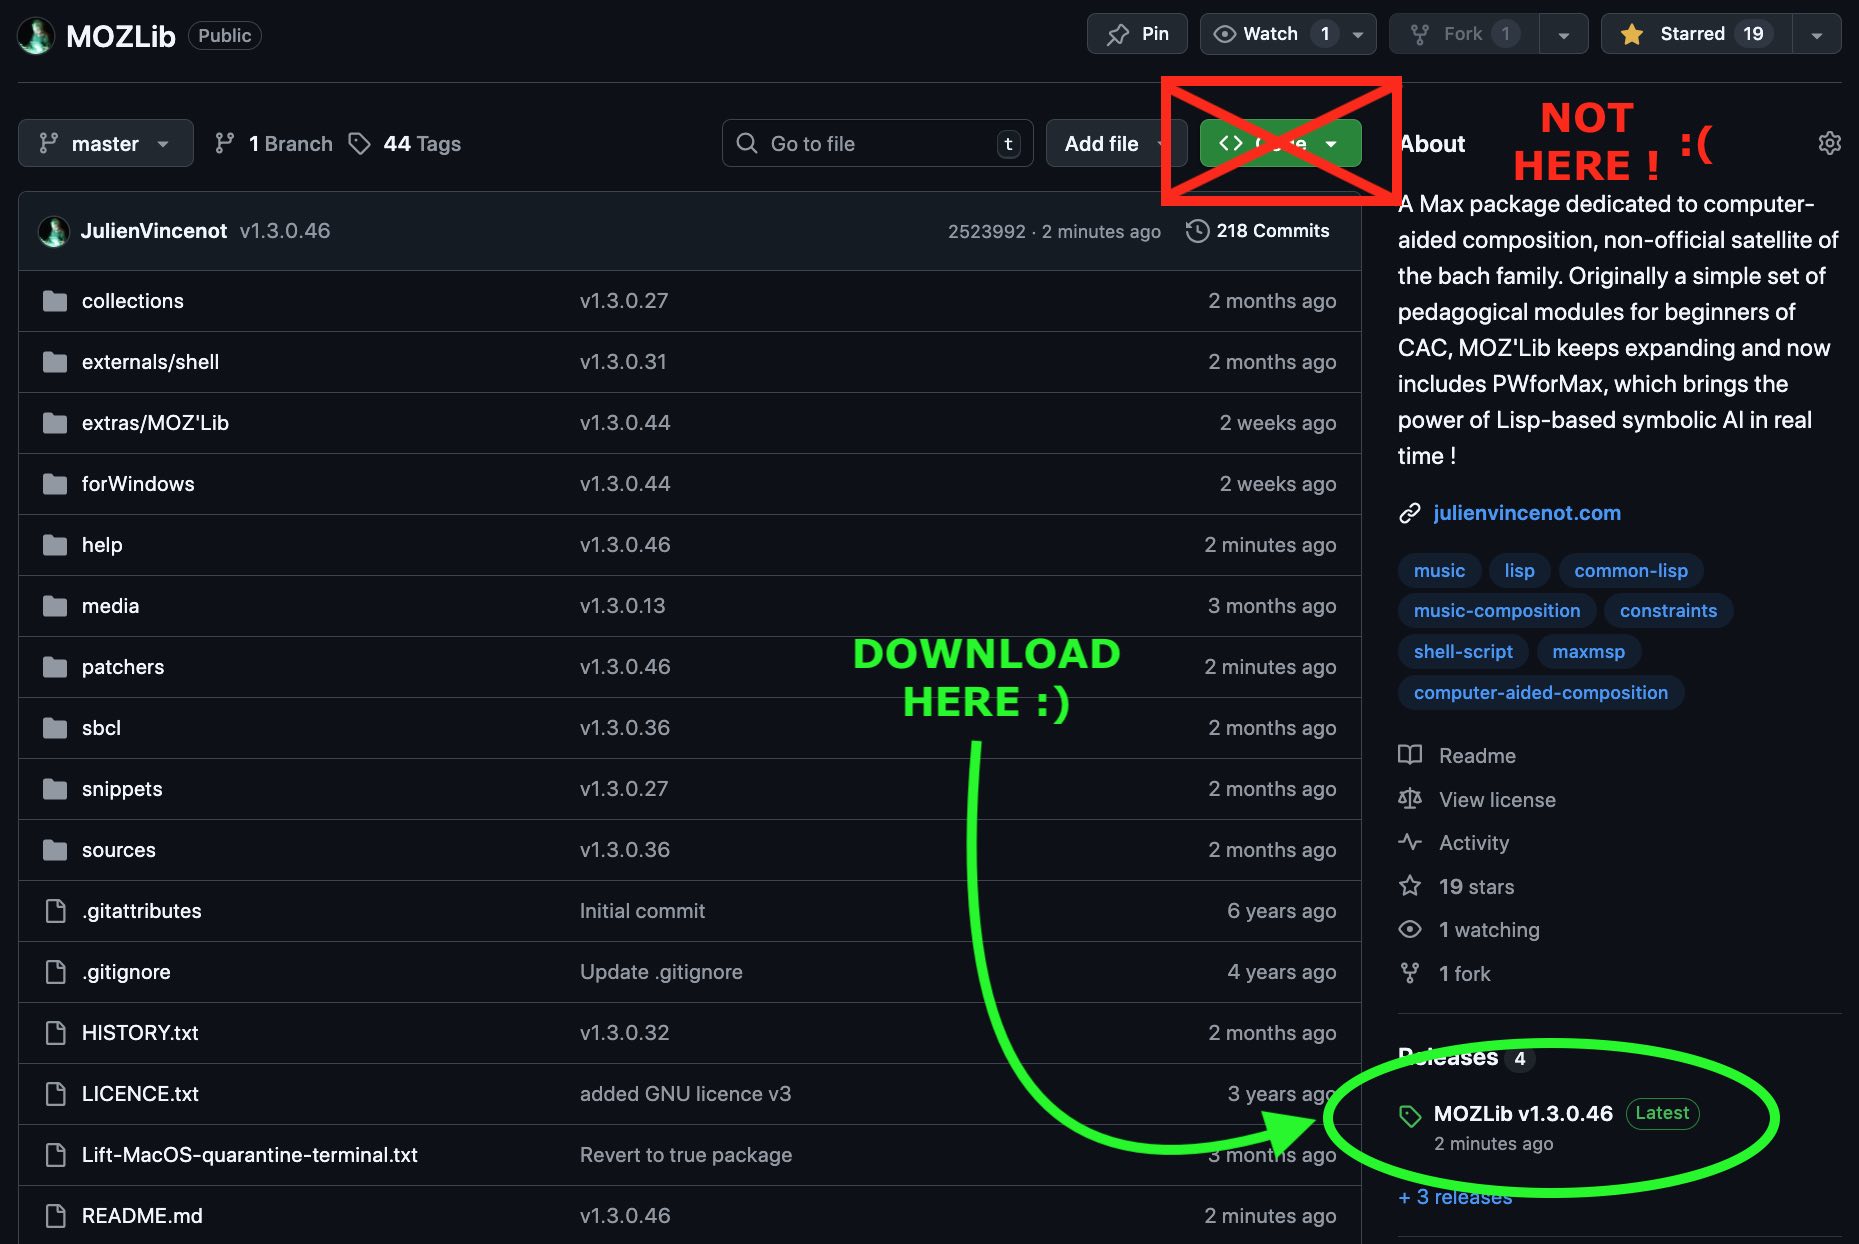 MOZLib Public
Pin
Watch 1
Fork 1
Starred 19
master
1 Branch
44 Tags
Go to file t
Add file
NOT
HERE ! :(
JulienVincenot v1.3.0.46
2523992 · 2 minutes ago
218 Commits
collections v1.3.0.27 2 months ago
externals/shell v1.3.0.31 2 months ago
extras/MOZ'Lib v1.3.0.44 2 weeks ago
forWindows v1.3.0.44 2 weeks ago
help v1.3.0.46 2 minutes ago
media v1.3.0.13 3 months ago
patchers v1.3.0.46 2 minutes ago
sbcl v1.3.0.36 2 months ago
snippets v1.3.0.27 2 months ago
sources v1.3.0.36 2 months ago
.gitattributes Initial commit 6 years ago
.gitignore Update .gitignore 4 years ago
HISTORY.txt v1.3.0.32 2 months ago
LICENCE.txt added GNU licence v3 3 years ago
Lift-MacOS-quarantine-terminal.txt Revert to true package 3 months ago
README.md v1.3.0.46 2 minutes ago
DOWNLOAD
HERE :)
About
A Max package dedicated to computer-
aided composition, non-official satellite of
the bach family. Originally a simple set of
pedagogical modules for beginners of
CAC, MOZ'Lib keeps expanding and now
includes PWforMax, which brings the
power of Lisp-based symbolic AI in real
time !
julienvincenot.com
music lisp common-lisp
music-composition constraints
shell-script maxmsp
computer-aided-composition
Readme
View license
Activity
19 stars
1 watching
1 fork
Releases 4
MOZLib v1.3.0.46 Latest
2 minutes ago
+ 3 releases